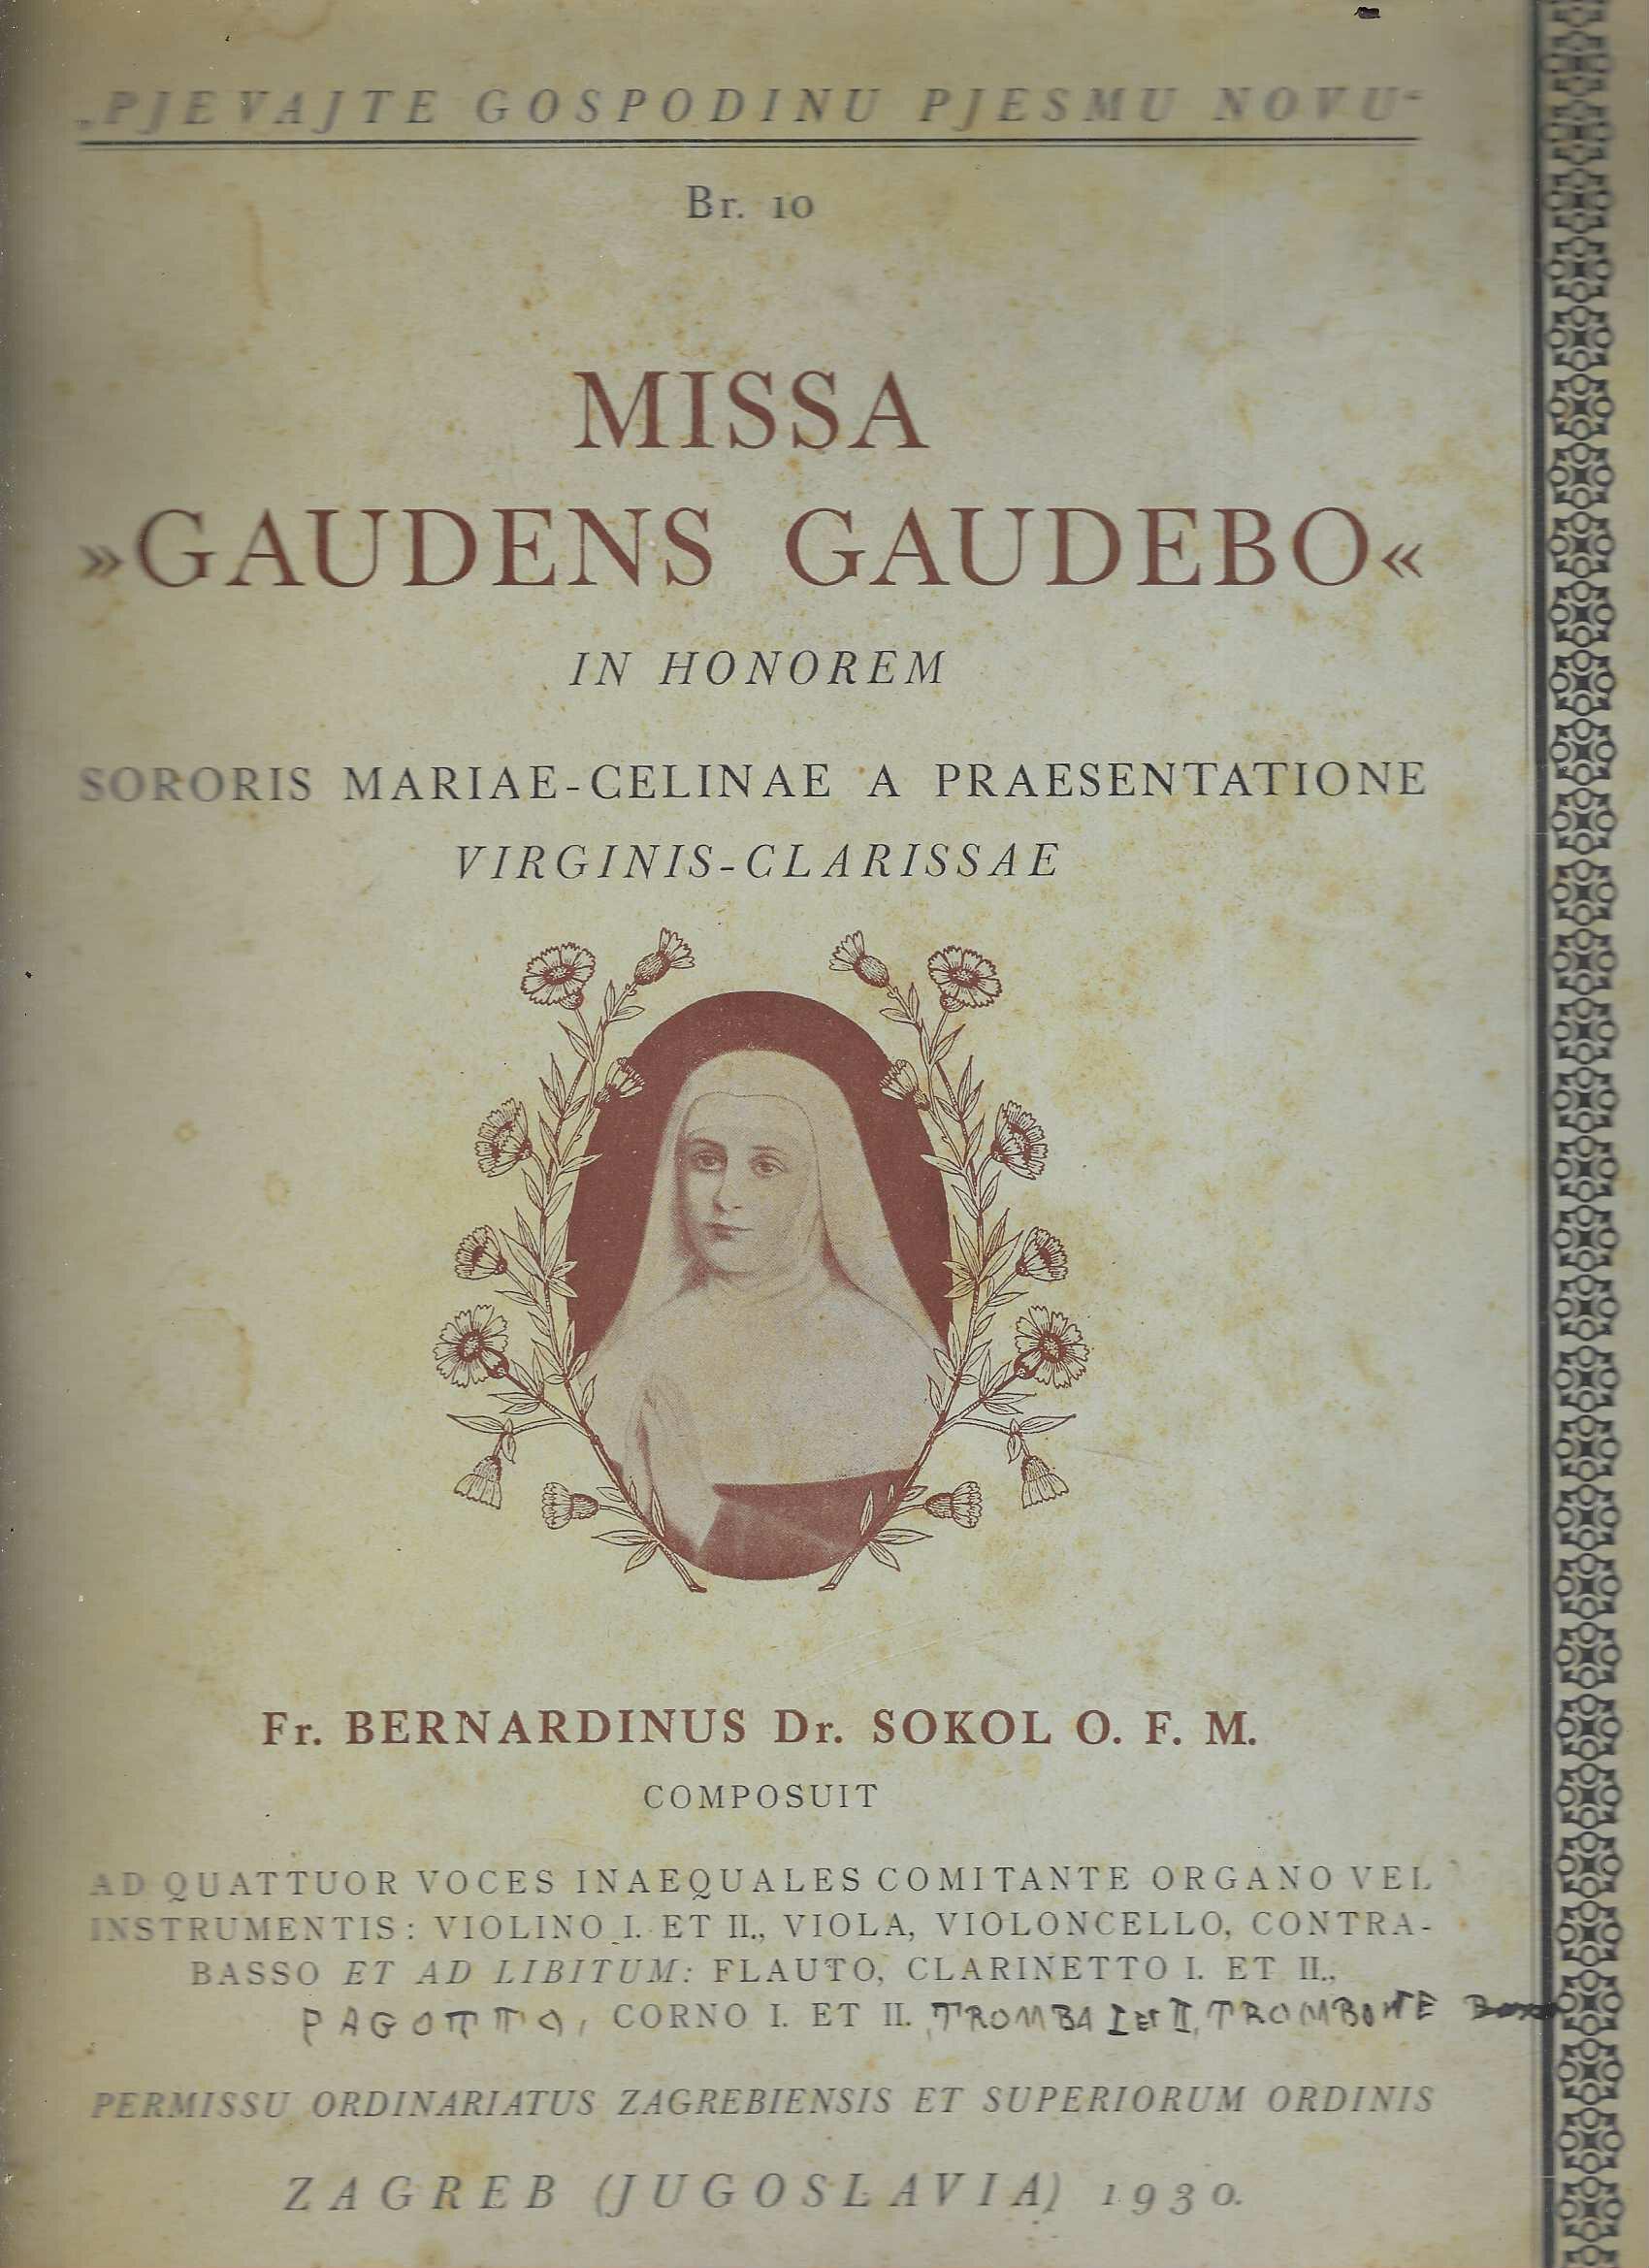 „PJEVAJTE GOSPODINU PJESMU NOVU“
Br. 10
MISSA
»GAUDENS GAUDEBO«
IN HONOREM
SORORIS MARIAE-CELINAE A PRAESENTATIONE
VIRGINIS-CLARISSAE
Fr. BERNARDINUS Dr. SOKOL O. F. M.
COMPOSUIT
AD QUATTUOR VOCES INAEQUALES COMITANTE ORGANO VEL
INSTRUMENTIS: VIOLINO I. ET II., VIOLA, VIOLONCELLO, CONTRA-
BASSO ET AD LIBITUM: FLAUTO, CLARINETTO I. ET II.,
PAGOTTO, CORNO I. ET II., TROMBA I ET II, TROMBONE
PERMISSU ORDINARIATUS ZAGREBIENSIS ET SUPERIORUM ORDINIS
ZAGREB (JUGOSLAVIA) 1930.